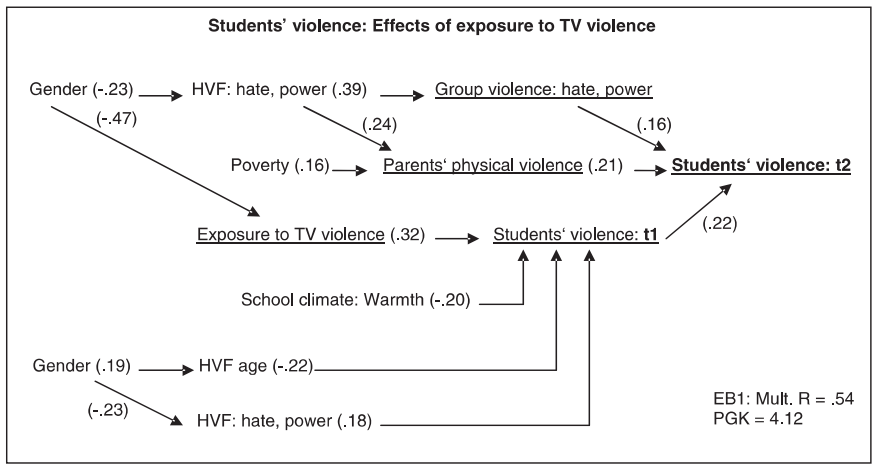 Students' violence: Effects of exposure to TV violence
Gender (-.23) HVF: hate, power (.39) Group violence: hate, power
(-.47) (.24) (.16)
Poverty (.16) Parents‘ physical violence (.21) Students‘ violence: t2
Exposure to TV violence (.32) Students‘ violence: t1 (.22)
School climate: Warmth (-.20)
Gender (.19) HVF age (-.22)
(-.23) HVF: hate, power (.18)
EB1: Mult. R = .54
PGK = 4.12